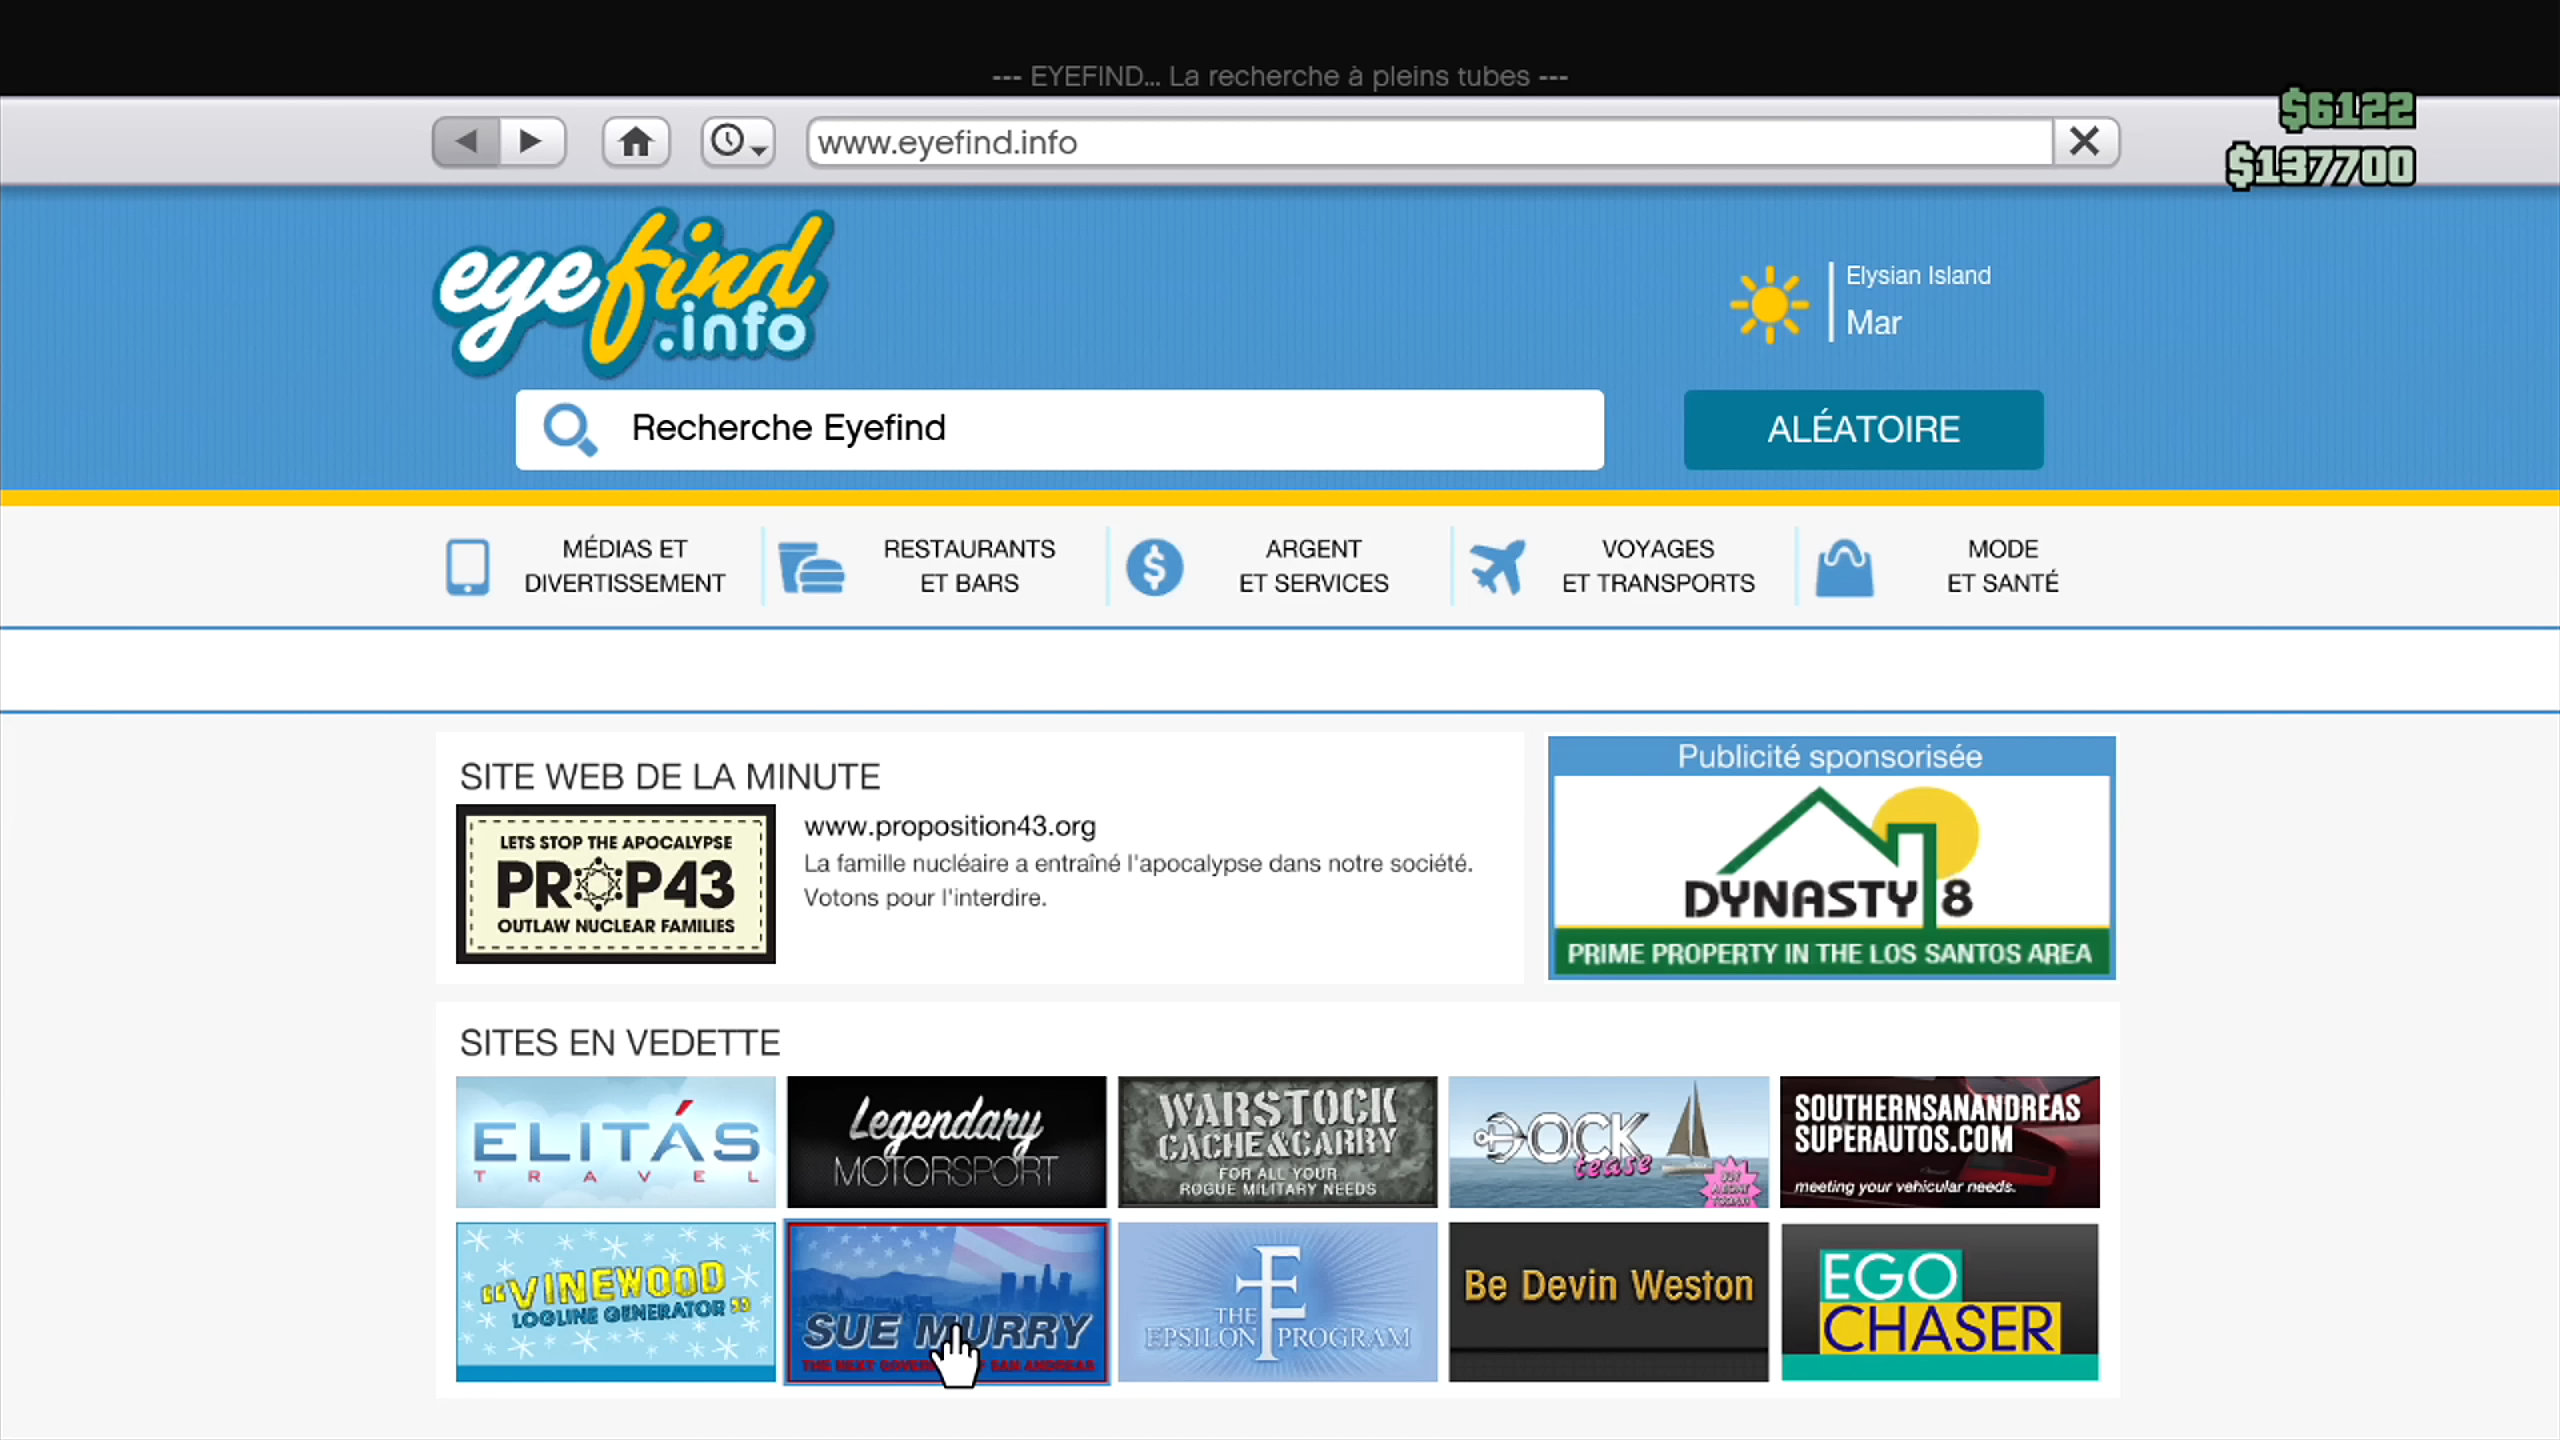 --- EYEFIND... La recherche à pleins tubes ---
$6122
www.eyefind.info
$137700
eyefind
.info
Elysian Island
Mar
Recherche Eyefind
ALÉATOIRE
MÉDIAS ET
DIVERTISSEMENT
RESTAURANTS
ET BARS
ARGENT
ET SERVICES
VOYAGES
ET TRANSPORTS
MODE
ET SANTÉ
SITE WEB DE LA MINUTE
LETS STOP THE APOCALYPSE
PROP43
OUTLAW NUCLEAR FAMILIES
www.proposition43.org
La famille nucléaire a entraîné l'apocalypse dans notre société.
Votons pour l'interdire.
Publicité sponsorisée
DYNASTY 8
PRIME PROPERTY IN THE LOS SANTOS AREA
SITES EN VEDETTE
ELITÁS
TRAVEL
Legendary
MOTORSPORT
WARSTOCK
CACHE&CARRY
FOR ALL YOUR
ROGUE MILITARY NEEDS
DOCK
tease
SOUTHERNSANANDREAS
SUPERAUTOS.COM
meeting your vehicular needs.
"VINEWOOD
LOGLINE GENERATOR"
SUE MURRY
THE NEXT OF SAN ANDREAS
THE
EPSILON PROGRAM
Be Devin Weston
EGO
CHASER